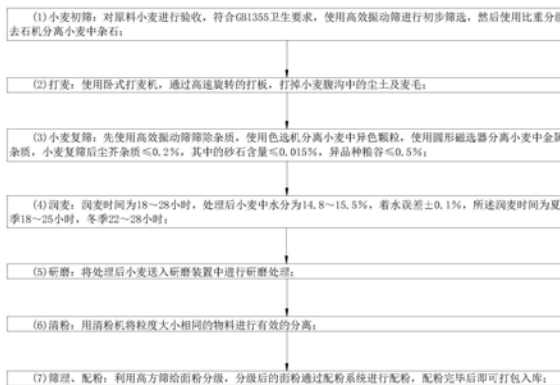 (1)小麦初筛：对原料小麦进行验收，符合GB1355卫生要求，使用高效振动筛进行初步筛选，然后使用比重分级
去石机分离小麦中杂石；
(2)打麦：使用卧式打麦机，通过高速旋转的打板，打掉小麦腹沟中的尘土及麦毛；
(3)小麦复筛：先使用高效振动筛筛除杂质，使用色选机分离小麦中异色颗粒，使用圆形磁选器分离小麦中金属
杂质，小麦复筛后尘芥杂质≤0.2%，其中的砂石含量≤0.015%，异品种粮谷≤0.5%；
(4)润麦：润麦时间为18～28小时，处理后小麦中水分为14.8～15.5%，着水误差±0.1%，所述润麦时间为夏
季18～25小时，冬季22～28小时；
(5)研磨：将处理后小麦送入研磨装置中进行研磨处理；
(6)清粉：用清粉机将粒度大小相同的物料进行有效的分离；
(7)筛理、配粉：利用高方筛给面粉分级，分级后的面粉通过配粉系统进行配粉，配粉完毕后即可打包入库；